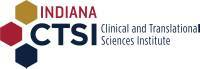 INDIANA
CTSI
Clinical and Translational
Sciences Institute